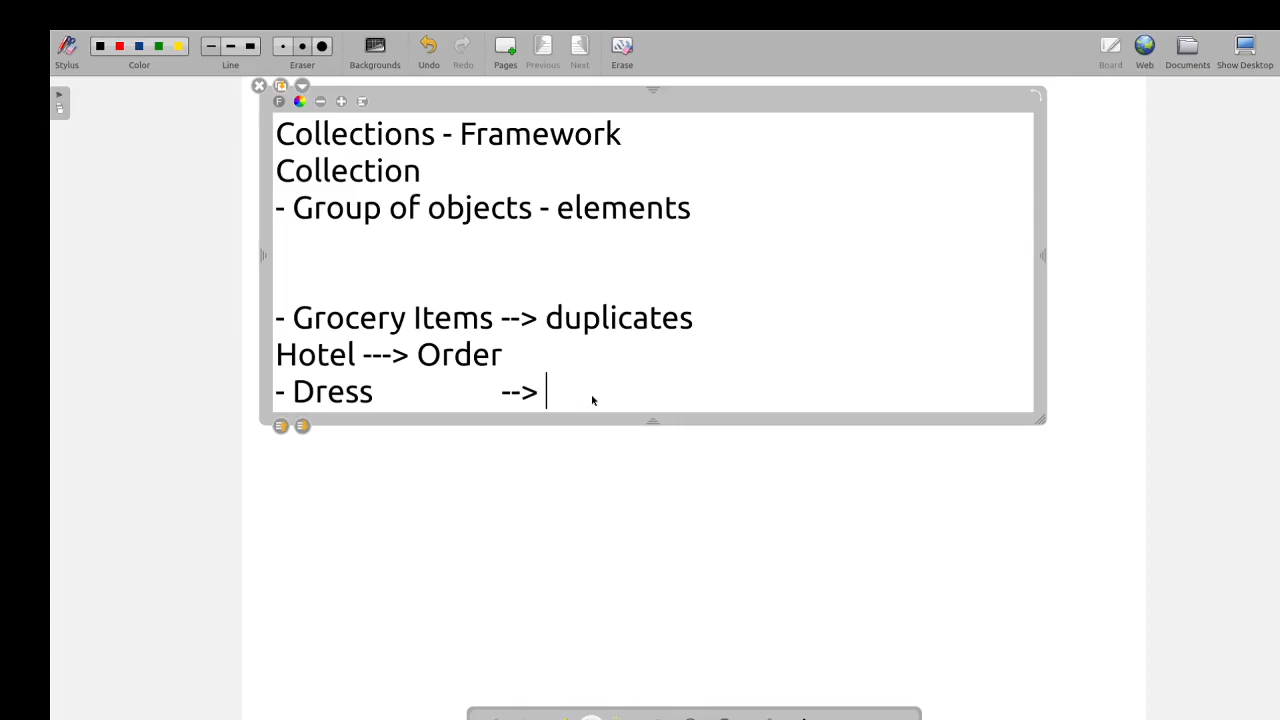 Stylus
Color
Line
Eraser
Backgrounds
Undo
Redo
Pages
Previous
Next
Erase
Board
Web
Documents
Show Desktop
F
Collections - Framework
Collection
- Group of objects - elements
- Grocery Items --> duplicates
Hotel ---> Order
- Dress -->